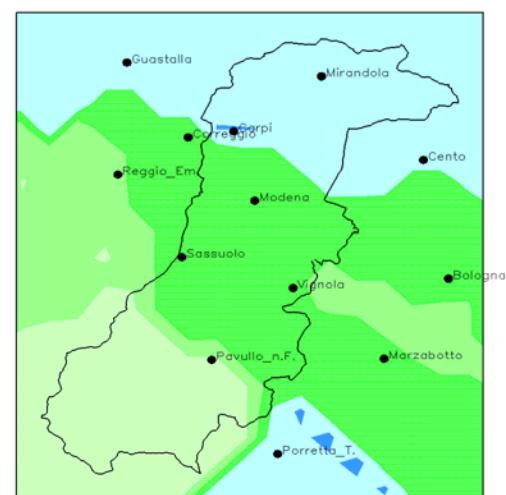 Guastalla
Mirandola
Carpi
Correggio
Cento
Reggio_Em.
Modena
Sassuolo
Bologna
Vignola
Pavullo_n.F.
Marzabotto
Porretta_T.